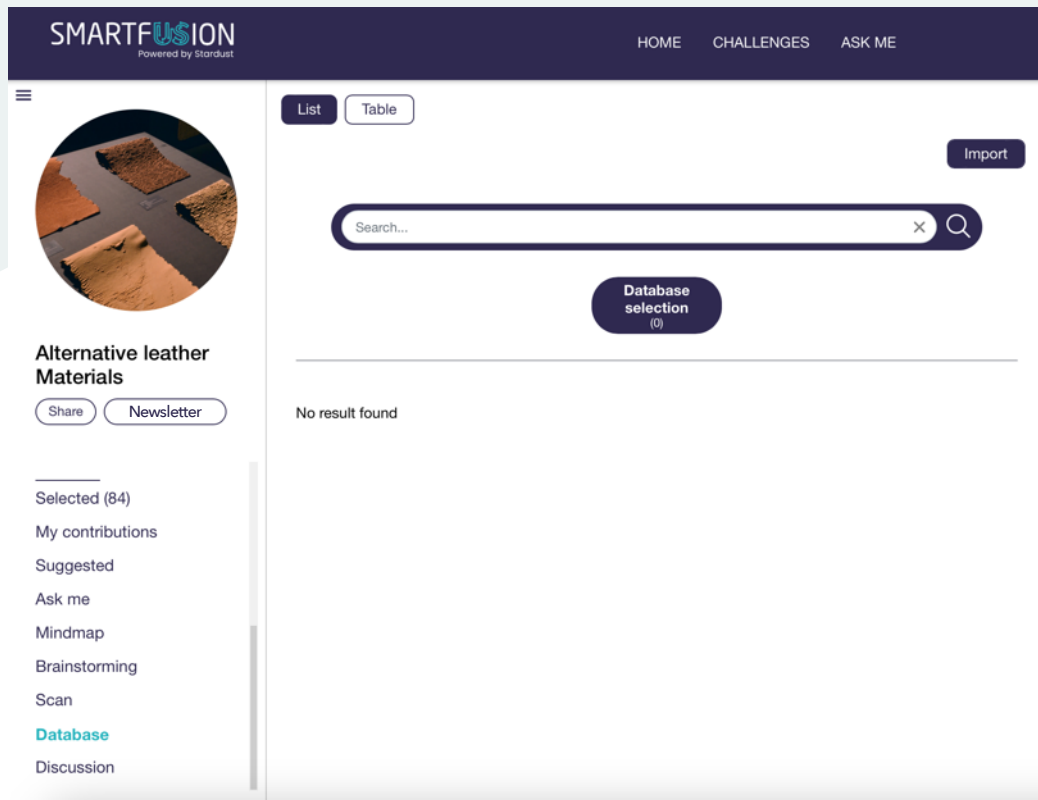 SMARTFUSION
Powered by Stardust
HOME CHALLENGES ASK ME
List Table
Import
Search...
Database
selection
(0)
No result found
Alternative leather
Materials
Share Newsletter
Selected (84)
My contributions
Suggested
Ask me
Mindmap
Brainstorming
Scan
Database
Discussion